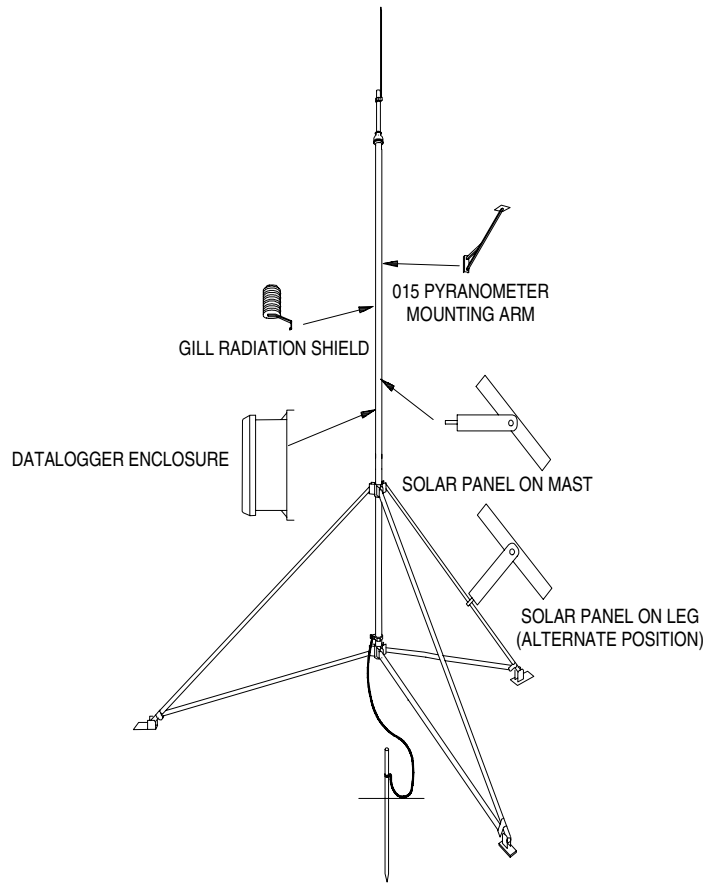 015 PYRANOMETER
MOUNTING ARM
GILL RADIATION SHIELD
DATALOGGER ENCLOSURE
SOLAR PANEL ON MAST
SOLAR PANEL ON LEG
(ALTERNATE POSITION)